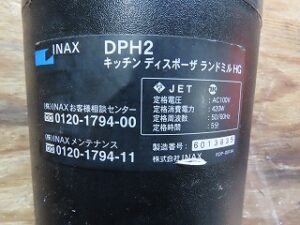 INAX
DPH2
キッチン ディスポーザ ランドミルHG
JET
定格電圧 : AC100V
定格消費電力 : 420W
定格周波数 : 50/60Hz
定格時間 : 5分
(株)INAXお客様相談センター
0120-1794-00
(株)INAXメンテナンス
0120-1794-11
製造番号:
株式会社INAX